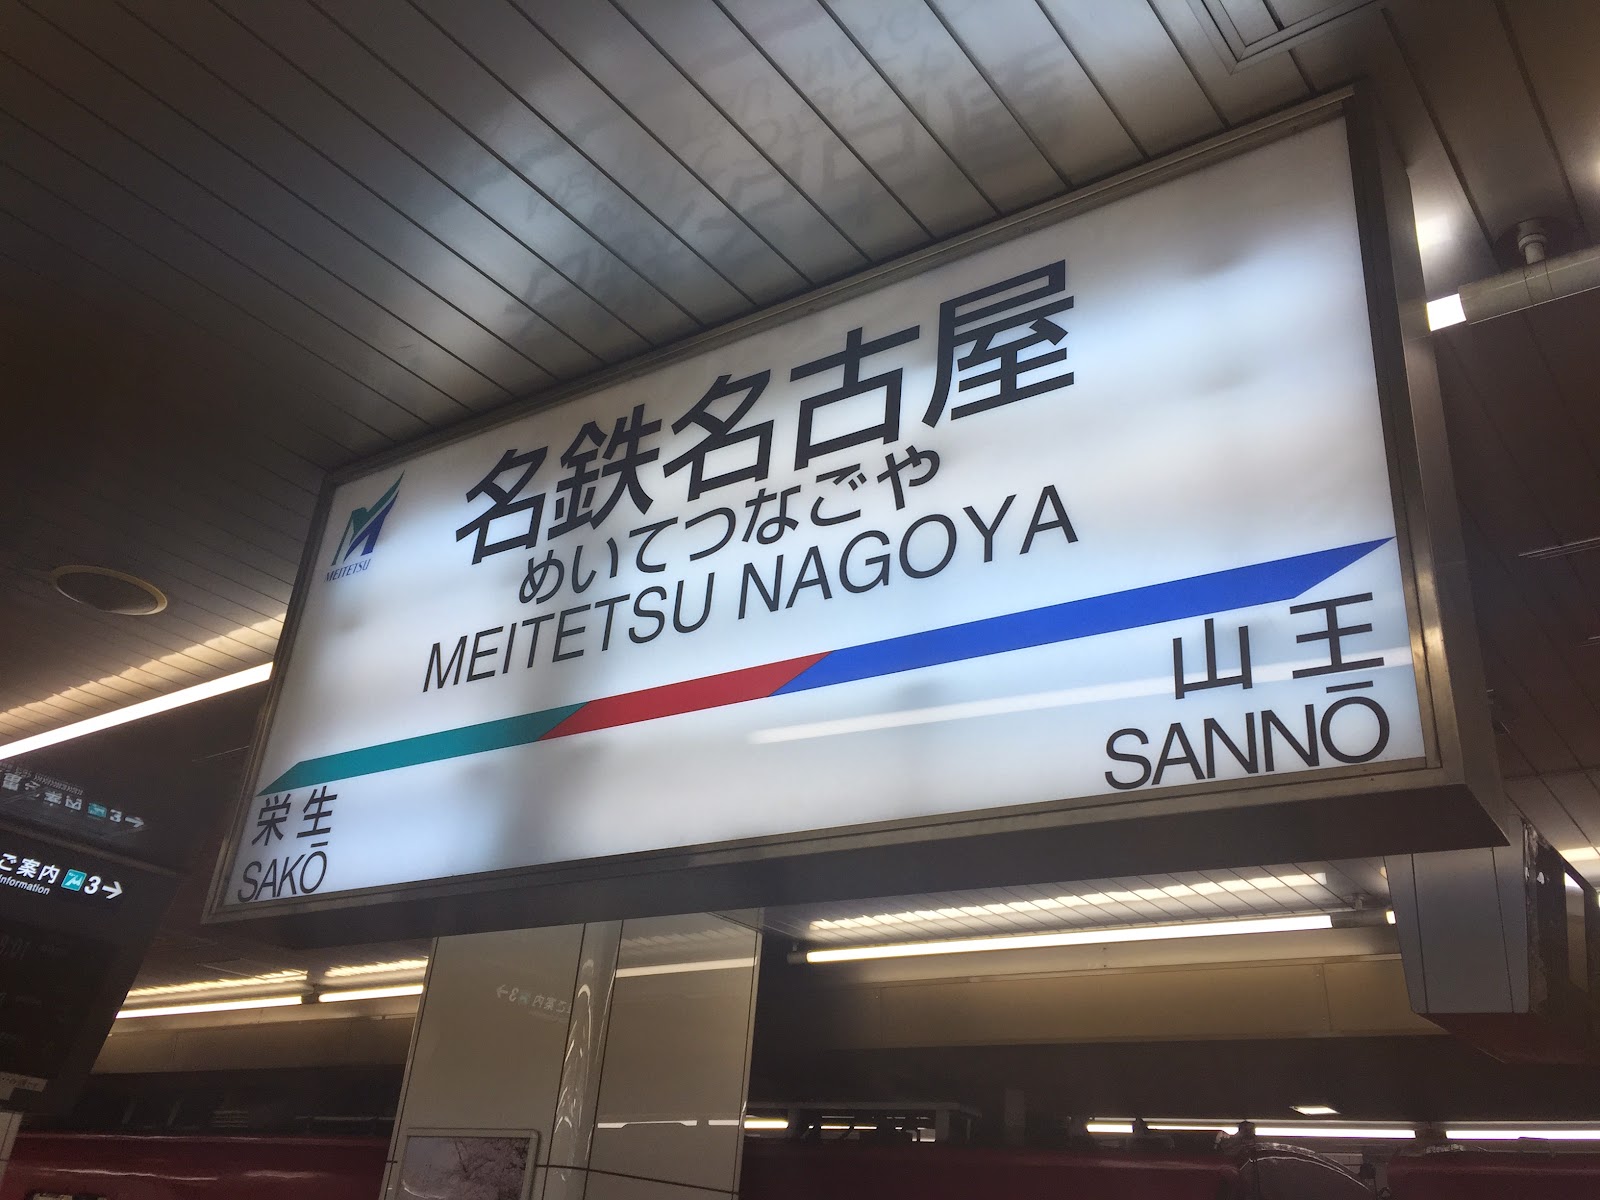 名鉄名古屋
めいてつなごや
MEITETSU NAGOYA
MEITETSU
山王
SANNŌ
栄生
SAKŌ
ご案内 3→
Information